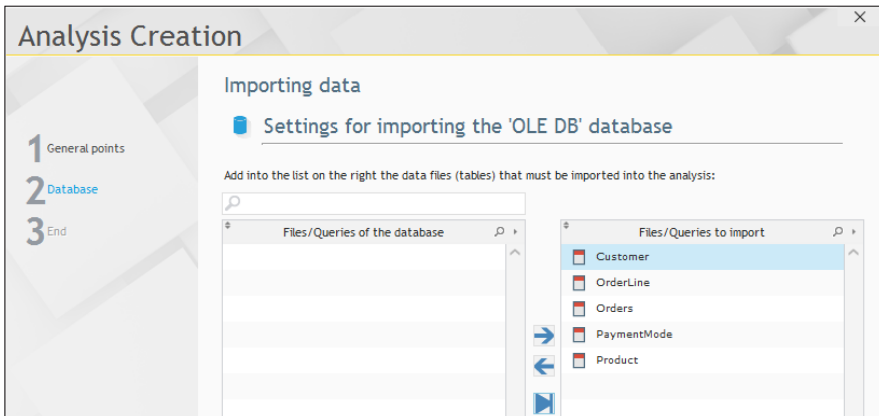 Analysis Creation
Importing data
Settings for importing the 'OLE DB' database
1 General points
2 Database
3 End
Add into the list on the right the data files (tables) that must be imported into the analysis:
Files/Queries of the database
Files/Queries to import
Customer
OrderLine
Orders
PaymentMode
Product